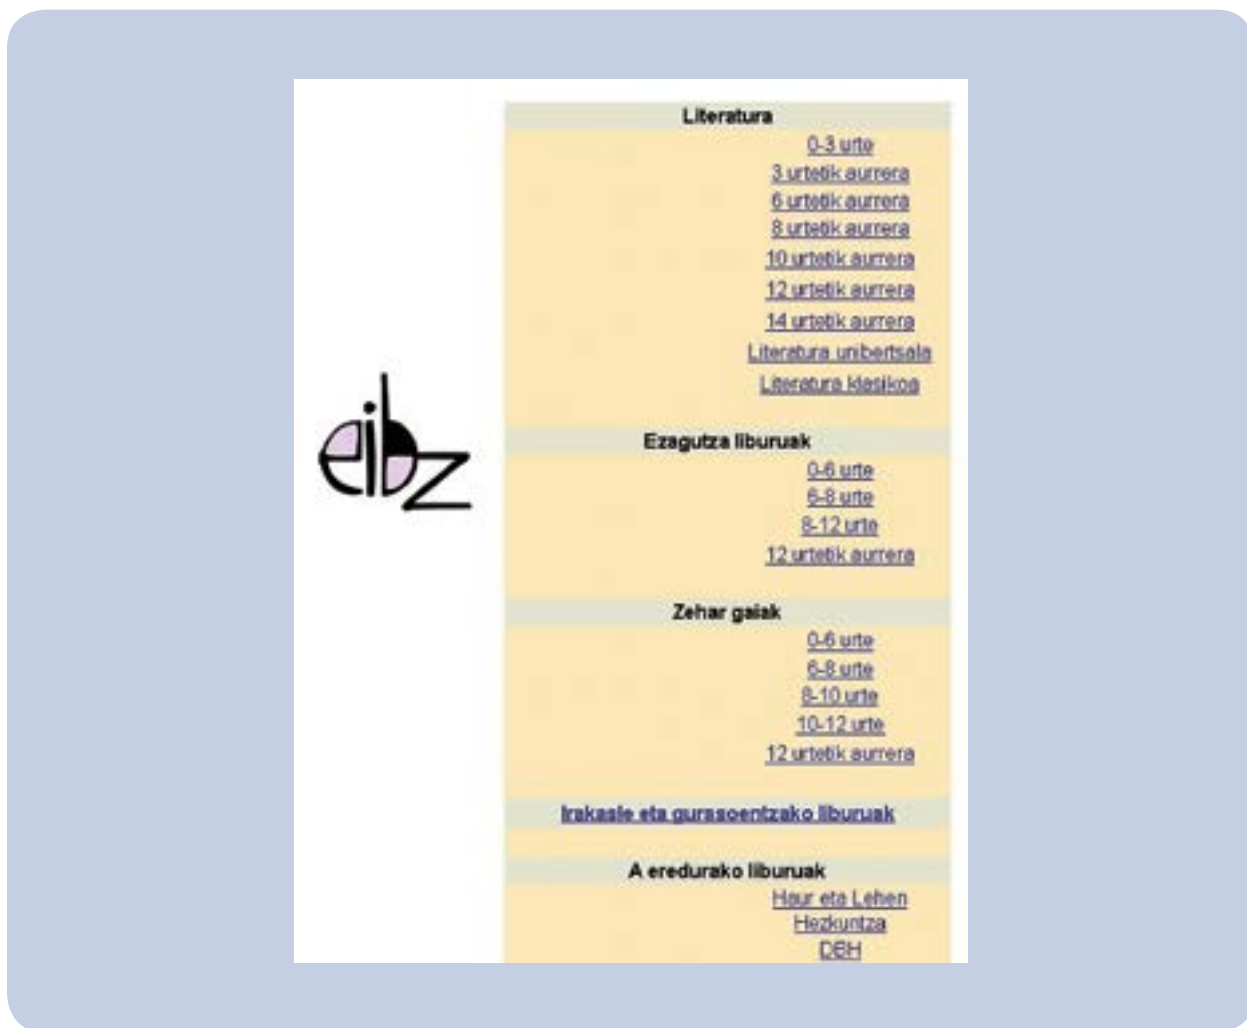 Literatura
0-3 urte
3 urtetik aurrera
6 urtetik aurrera
8 urtetik aurrera
10 urtetik aurrera
12 urtetik aurrera
14 urtetik aurrera
Literatura unibertsala
Literatura klasikoa
eibz
Ezagutza liburuak
0-6 urte
6-8 urte
8-12 urte
12 urtetik aurrera
Zehar gaiak
0-6 urte
6-8 urte
8-10 urte
10-12 urte
12 urtetik aurrera
Irakasle eta gurasoentzako liburuak
A eredurako liburuak
Haur eta Lehen
Hezkuntza
DBH